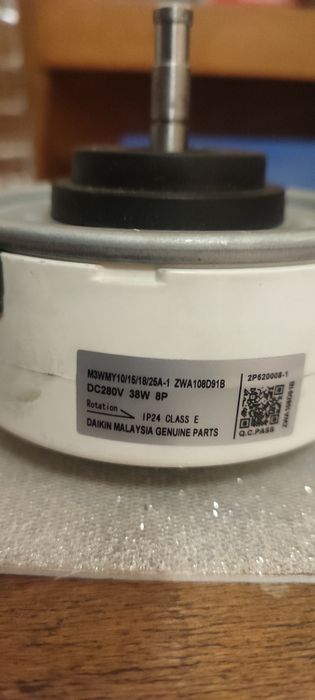 M3WMY10/15/18/25A-1 ZWA108D91B
DC280V 38W 8P
Rotation
IP24 CLASS E
DAIKIN MALAYSIA GENUINE PARTS
2P520008-1
Q.C.PASS
ZWA108D91B